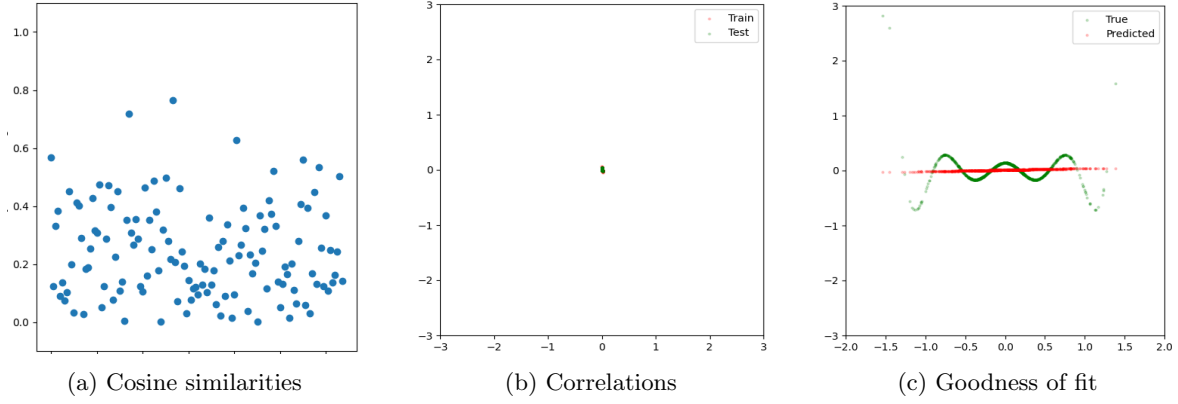 1.0
0.8
0.6
0.4
0.2
0.0
(a) Cosine similarities
3
2
1
0
−1
−2
−3
−3 −2 −1 0 1 2 3
Train
Test
(b) Correlations
3
2
1
0
−1
−2
−3
−2.0 −1.5 −1.0 −0.5 0.0 0.5 1.0 1.5 2.0
True
Predicted
(c) Goodness of fit